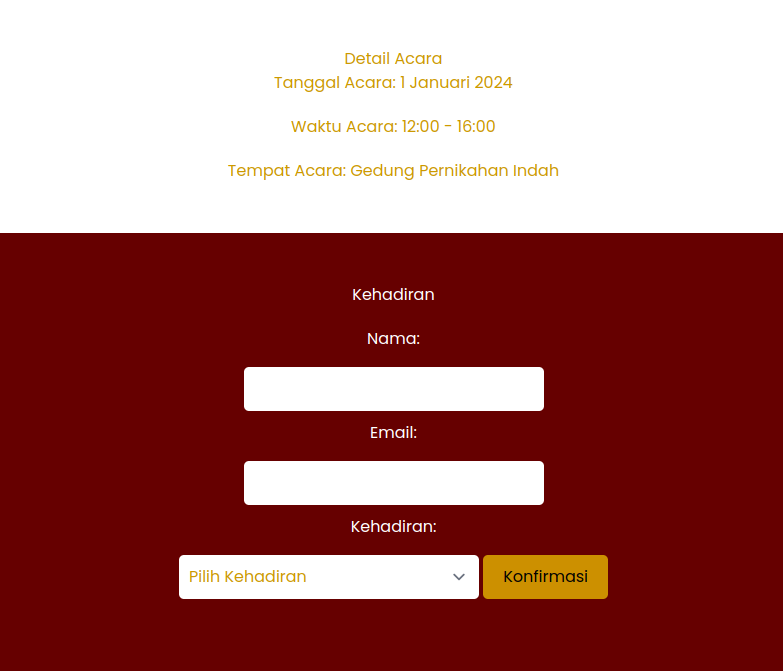 Detail Acara
Tanggal Acara: 1 Januari 2024
Waktu Acara: 12:00 - 16:00
Tempat Acara: Gedung Pernikahan Indah
Kehadiran
Nama:
Email:
Kehadiran:
Pilih Kehadiran Konfirmasi